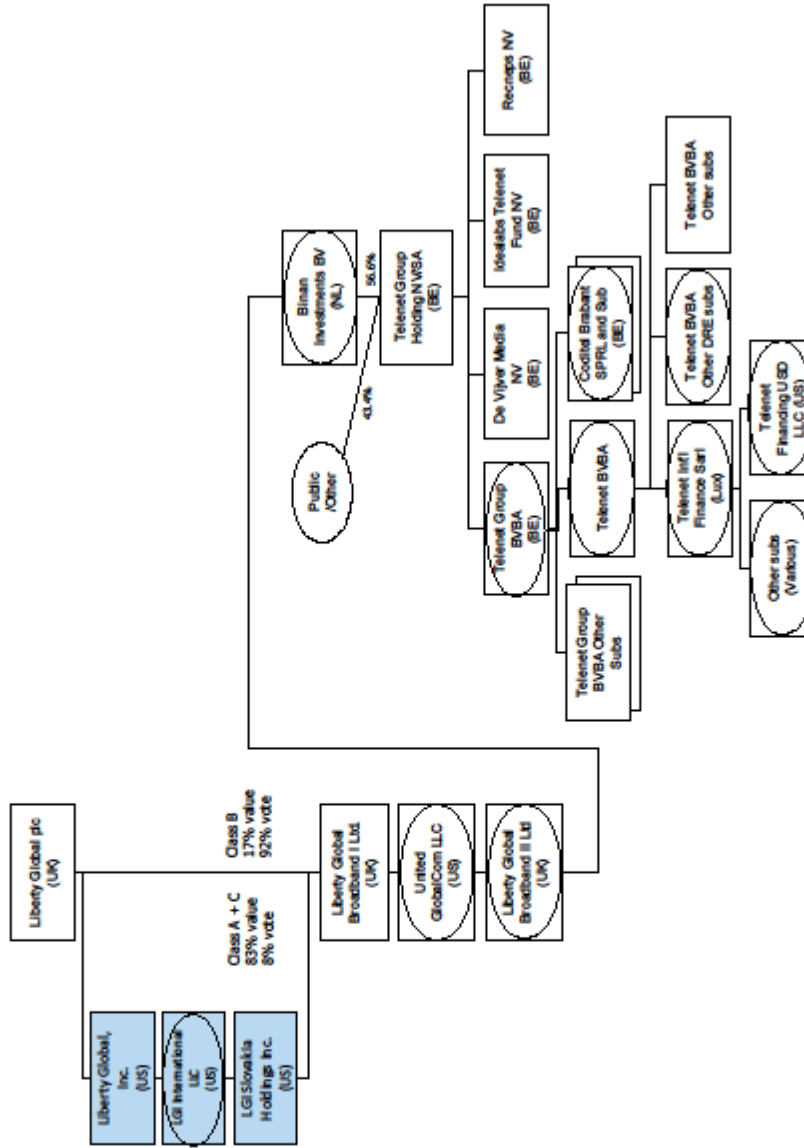 Liberty Global plc
(UK)
Liberty Global,
Inc.
(US)
LGI International
LLC
(US)
LGI Slovakia
Holdings Inc.
(US)
Class A + C
83% value
8% vote
Class B
17% value
92% vote
Liberty Global
Broadband I Ltd.
(UK)
United
GlobalCom LLC
(US)
Liberty Global
Broadband II Ltd
(UK)
Binan
Investments BV
(NL)
Public
/Other
43.4%
56.6%
Telenet Group
Holding NV/SA
(BE)
Telenet Group
BVBA
(BE)
De Vijver Media
NV
(BE)
Idealabs Telenet
Fund NV
(BE)
Recneps NV
(BE)
Telenet Group
BVBA Other
Subs
Telenet BVBA
Coditel Brabant
SPRL and Sub
(BE)
Telenet Int'l
Finance Sarl
(Lux)
Telenet BVBA
Other DRE subs
Telenet BVBA
Other subs
Other subs
(Various)
Telenet
Financing USD
LLC (US)